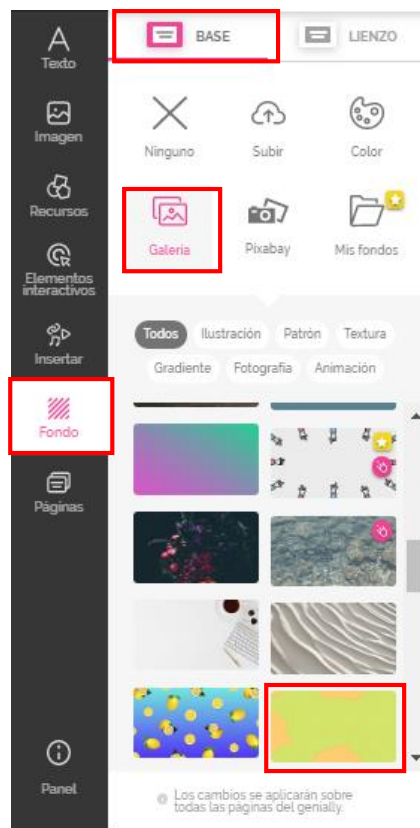 Texto
Imagen
Recursos
Elementos
interactivos
Insertar
Fondo
Páginas
Panel
BASE
LIENZO
Ninguno
Subir
Color
Galería
Pixabay
Mis fondos
Todos
Ilustración
Patrón
Textura
Gradiente
Fotografía
Animación
Los cambios se aplicarán sobre
todas las páginas del genially.